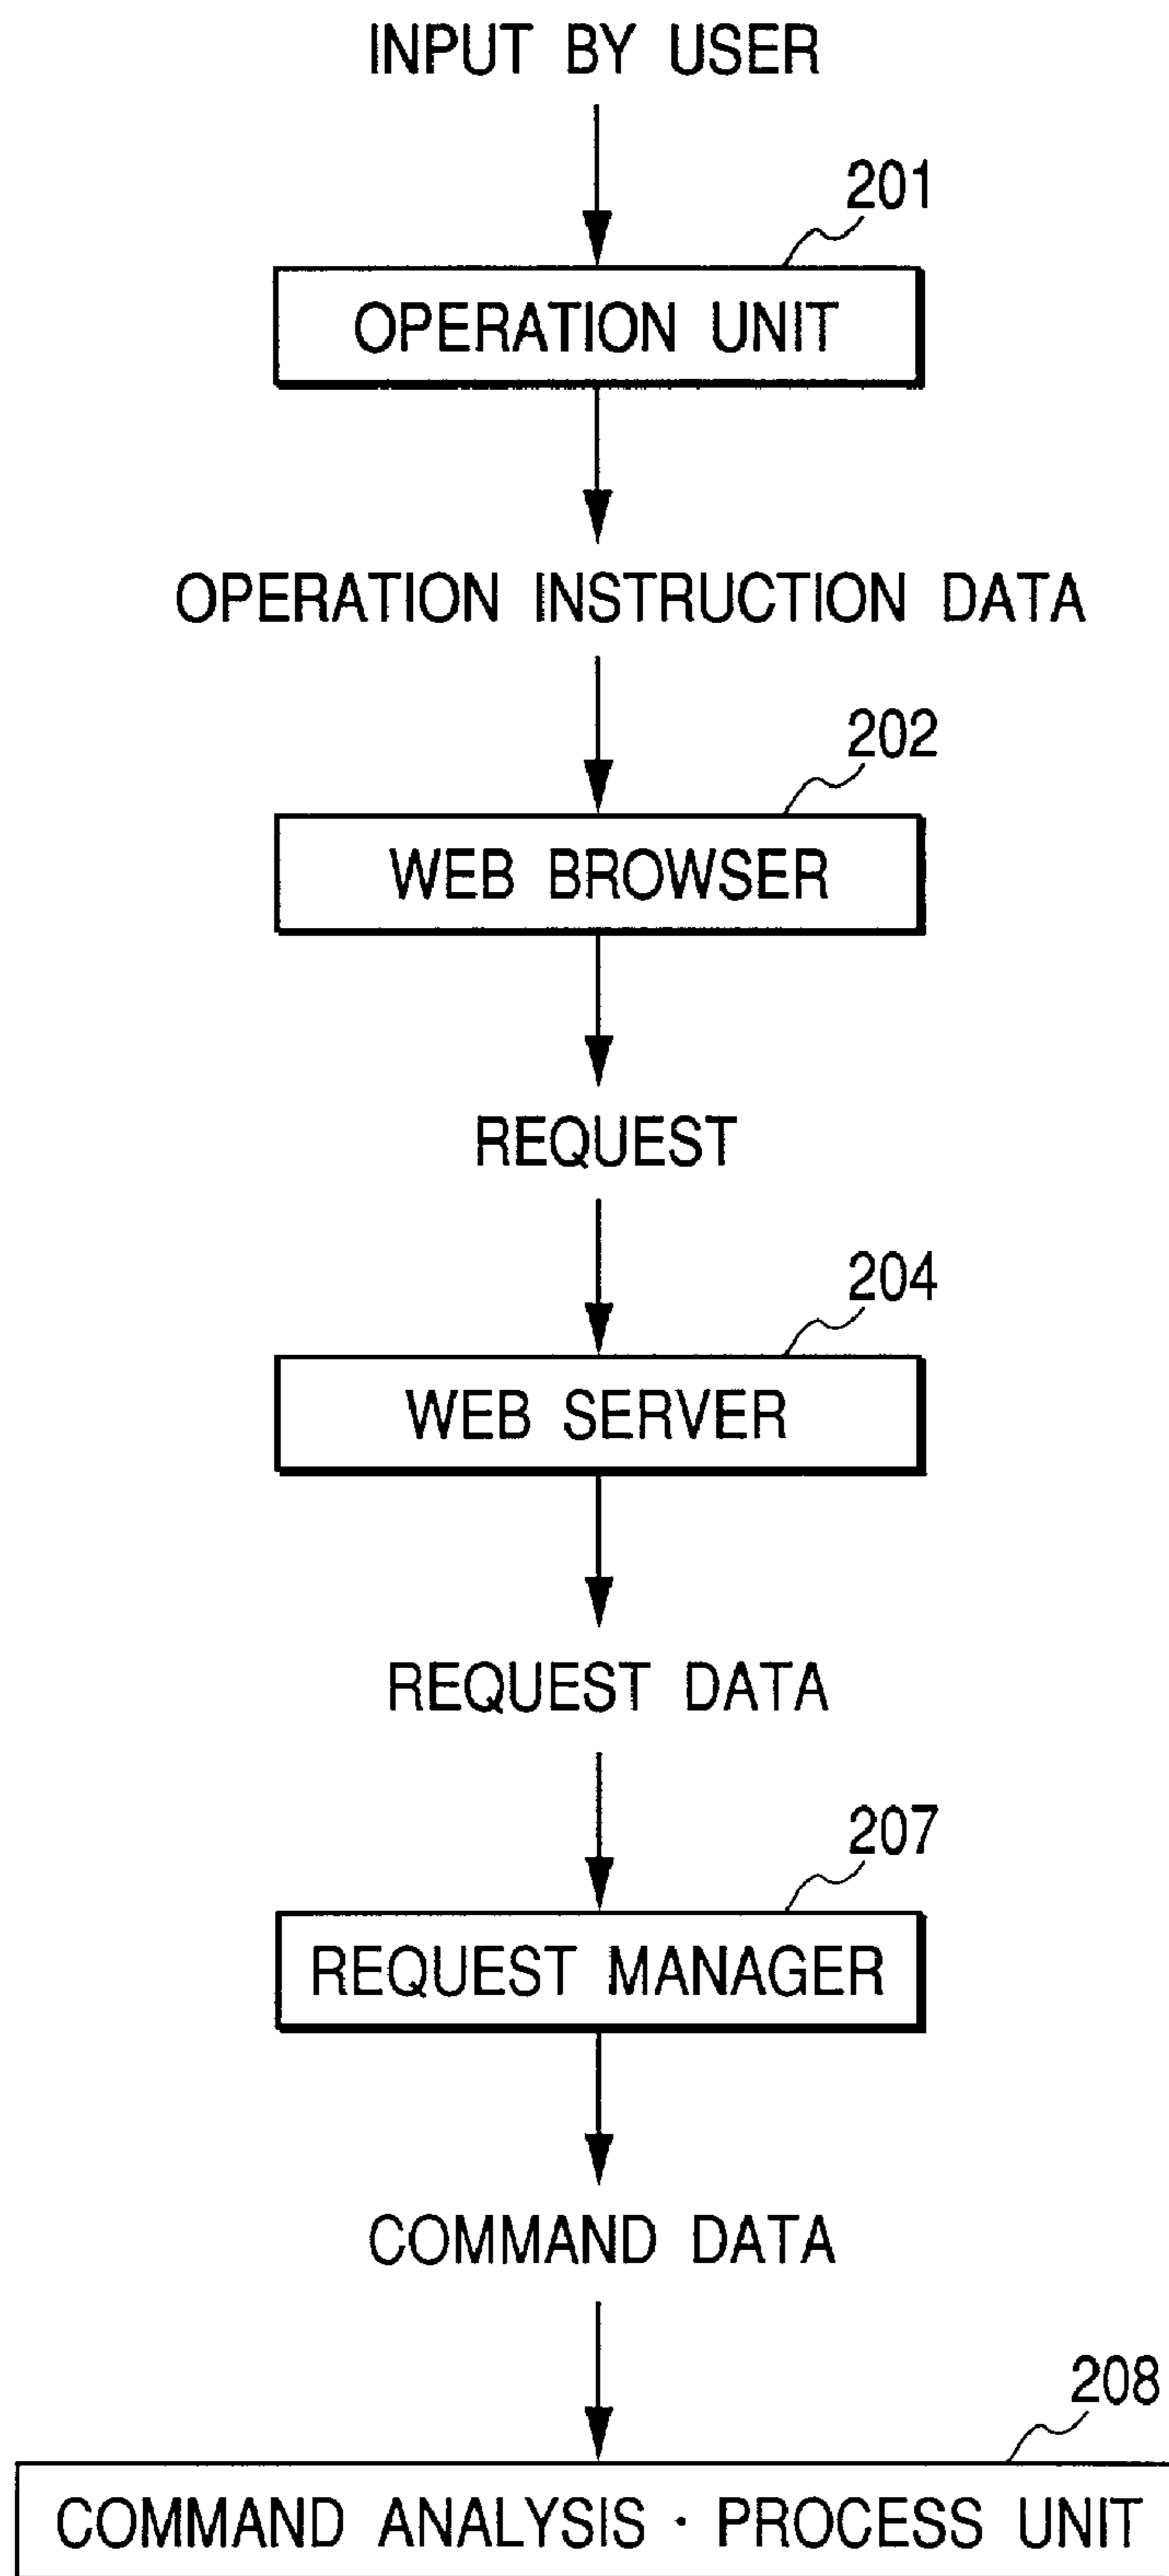 INPUT BY USER
201
OPERATION UNIT
OPERATION INSTRUCTION DATA
202
WEB BROWSER
REQUEST
204
WEB SERVER
REQUEST DATA
207
REQUEST MANAGER
COMMAND DATA
208
COMMAND ANALYSIS · PROCESS UNIT